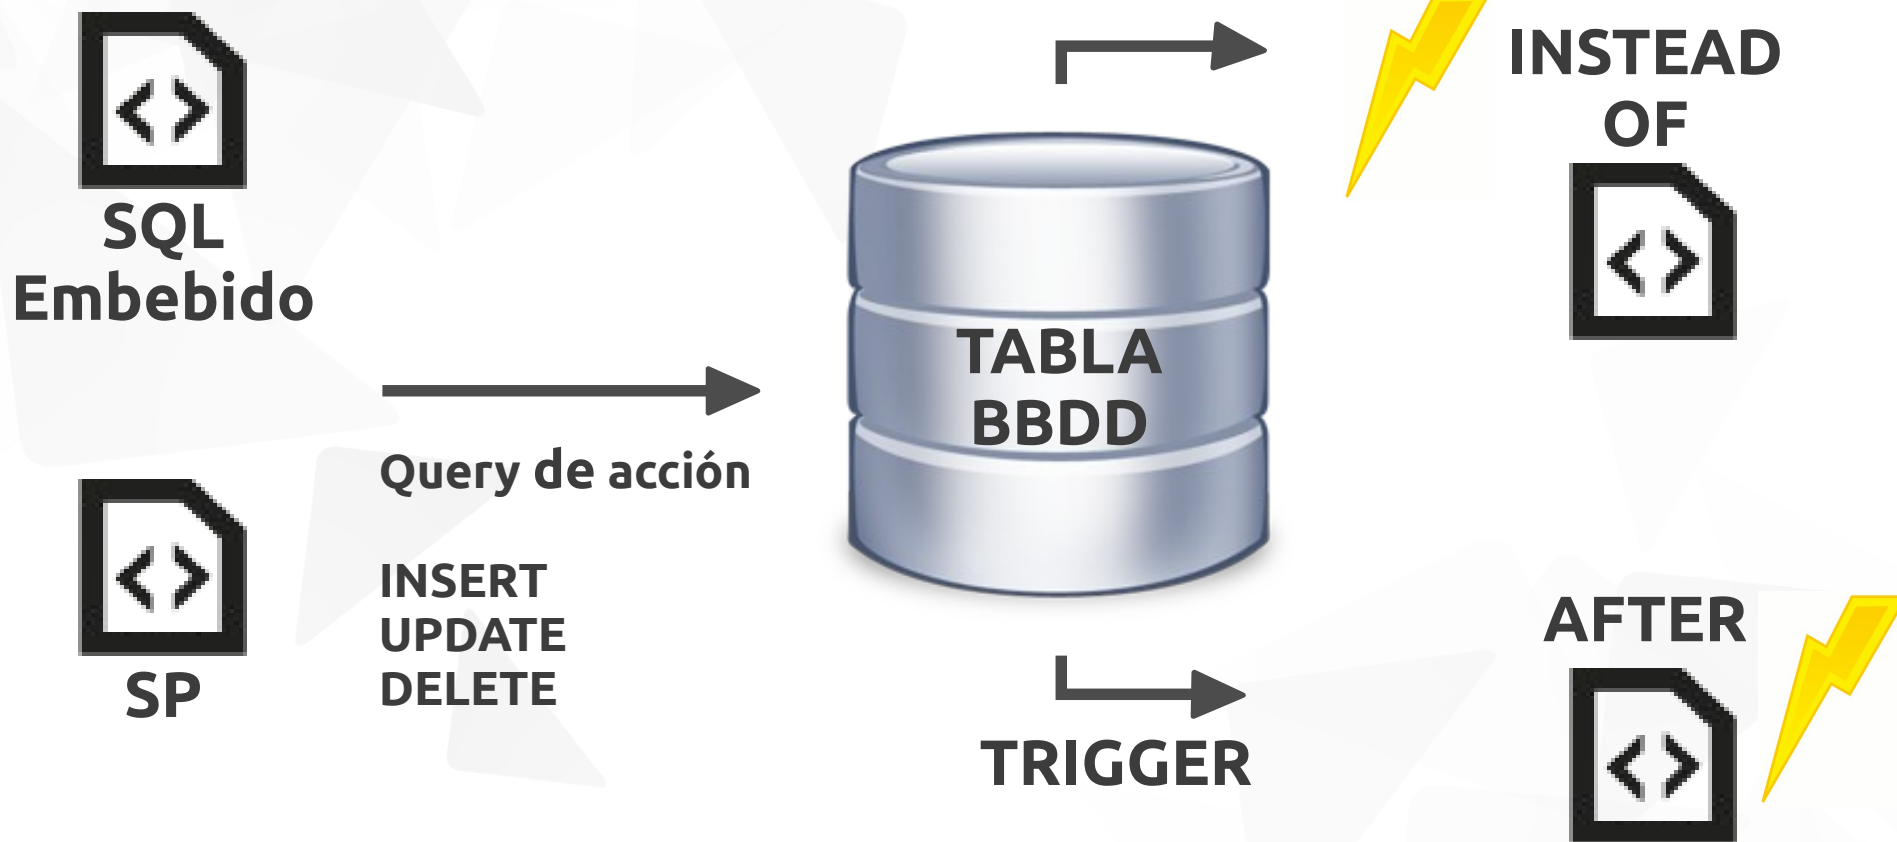 SQL
Embebido
SP
Query de acción
INSERT
UPDATE
DELETE
TABLA
BBDD
TRIGGER
INSTEAD
OF
AFTER